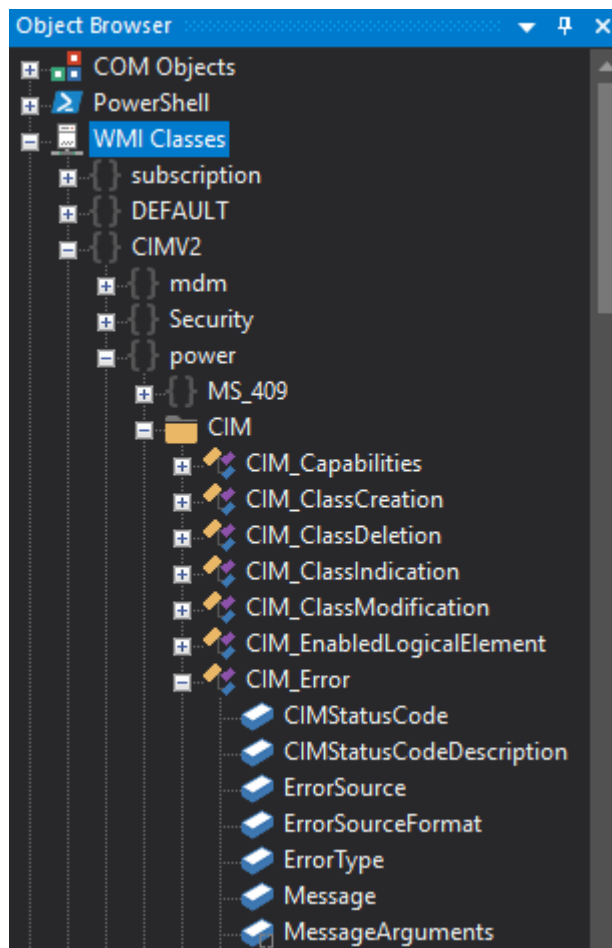 Object Browser
COM Objects
PowerShell
WMI Classes
subscription
DEFAULT
CIMV2
mdm
Security
power
MS_409
CIM
CIM_Capabilities
CIM_ClassCreation
CIM_ClassDeletion
CIM_ClassIndication
CIM_ClassModification
CIM_EnabledLogicalElement
CIM_Error
CIMStatusCode
CIMStatusCodeDescription
ErrorSource
ErrorSourceFormat
ErrorType
Message
MessageArguments